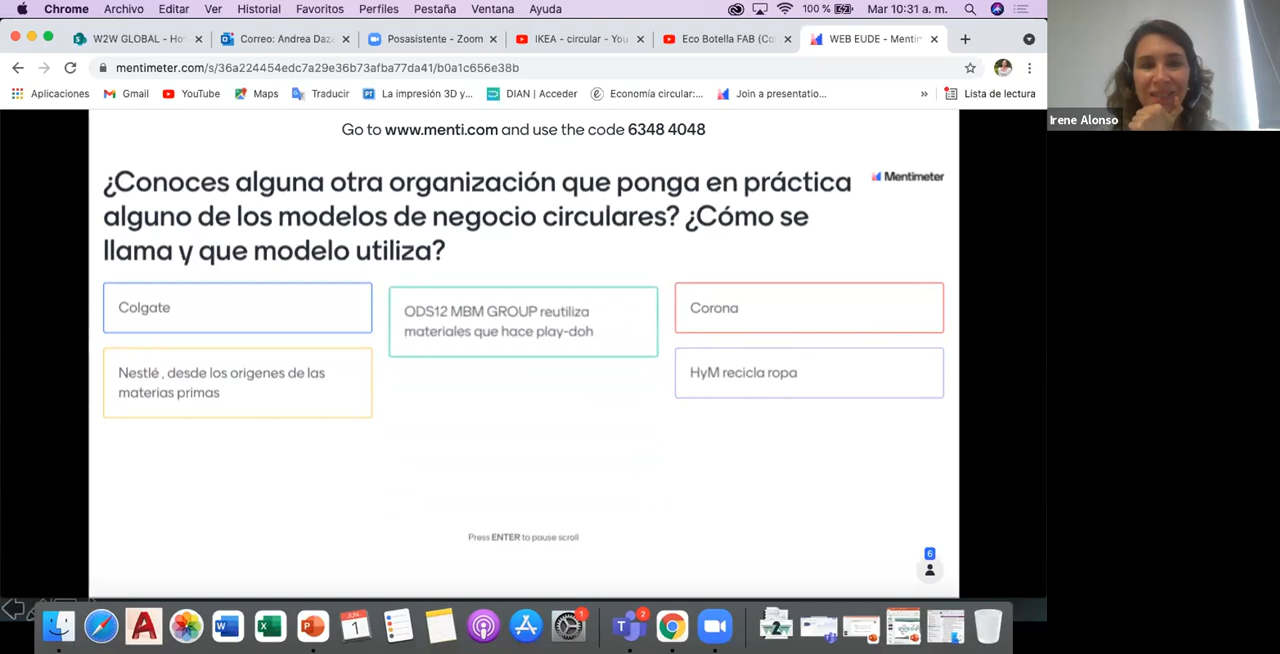 Chrome Archivo Editar Ver Historial Favoritos Perfiles Pestaña Ventana Ayuda 100 % Mar 10:31 a. m.
W2W GLOBAL - Ho Correo: Andrea Daz Posasistente - Zoom IKEA - circular - You Eco Botella FAB (Co WEB EUDE - Mentim
mentimeter.com/s/36a224454edc7a29e36b73afba77da41/b0a1c656e38b
Aplicaciones Gmail YouTube Maps Traducir La impresión 3D y... DIAN | Acceder Economía circular:... Join a presentatio... » Lista de lectura
Irene Alonso
Go to www.menti.com and use the code 6348 4048
¿Conoces alguna otra organización que ponga en práctica
alguno de los modelos de negocio circulares? ¿Cómo se
llama y que modelo utiliza?
Mentimeter
Colgate
ODS12 MBM GROUP reutiliza
materiales que hace play-doh
Corona
Nestlé , desde los origenes de las
materias primas
HyM recicla ropa
Press ENTER to pause scroll
6
JUN
1
1
2
2